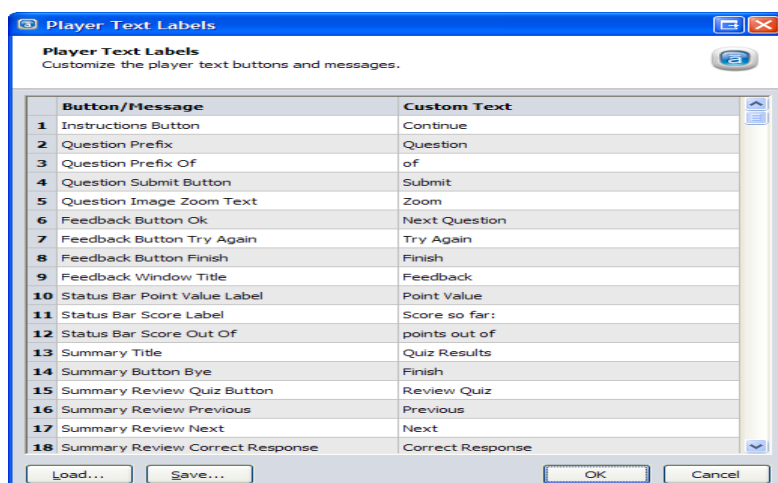 Player Text Labels
Player Text Labels
Customize the player text buttons and messages.
Button/Message Custom Text
1 Instructions Button Continue
2 Question Prefix Question
3 Question Prefix Of of
4 Question Submit Button Submit
5 Question Image Zoom Text Zoom
6 Feedback Button Ok Next Question
7 Feedback Button Try Again Try Again
8 Feedback Button Finish Finish
9 Feedback Window Title Feedback
10 Status Bar Point Value Label Point Value
11 Status Bar Score Label Score so far:
12 Status Bar Score Out Of points out of
13 Summary Title Quiz Results
14 Summary Button Bye Finish
15 Summary Review Quiz Button Review Quiz
16 Summary Review Previous Previous
17 Summary Review Next Next
18 Summary Review Correct Response Correct Response
Load... Save... OK Cancel